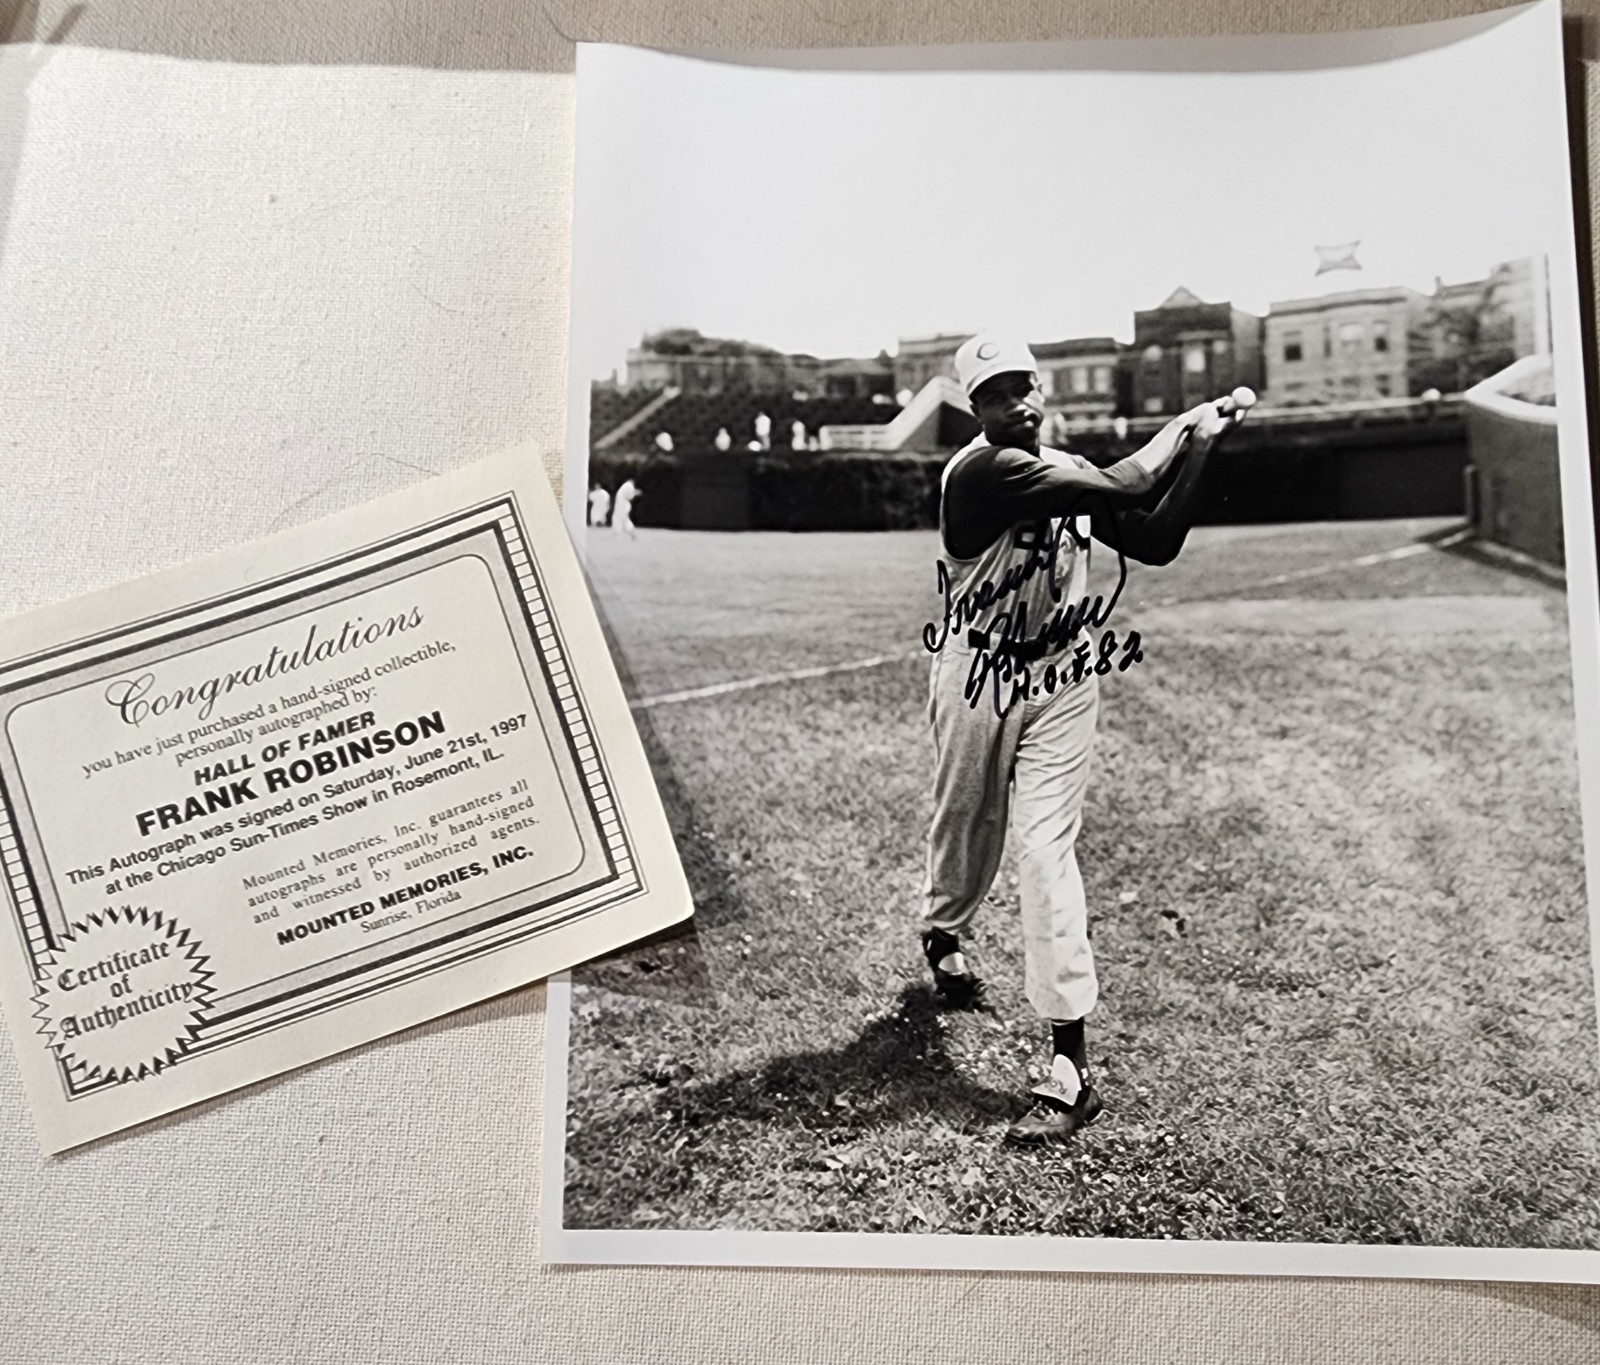 Congratulations
you have just purchased a hand-signed collectible,
personally autographed by:
HALL OF FAMER
FRANK ROBINSON
This Autograph was signed on Saturday, June 21st, 1997
at the Chicago Sun-Times Show in Rosemont, IL.
Mounted Memories, Inc. guarantees all
autographs are personally hand-signed
and witnessed by authorized agents.
MOUNTED MEMORIES, INC.
Sunrise, Florida
Certificate
of
Authenticity
C
Frank
Robinson
H.O.F.82